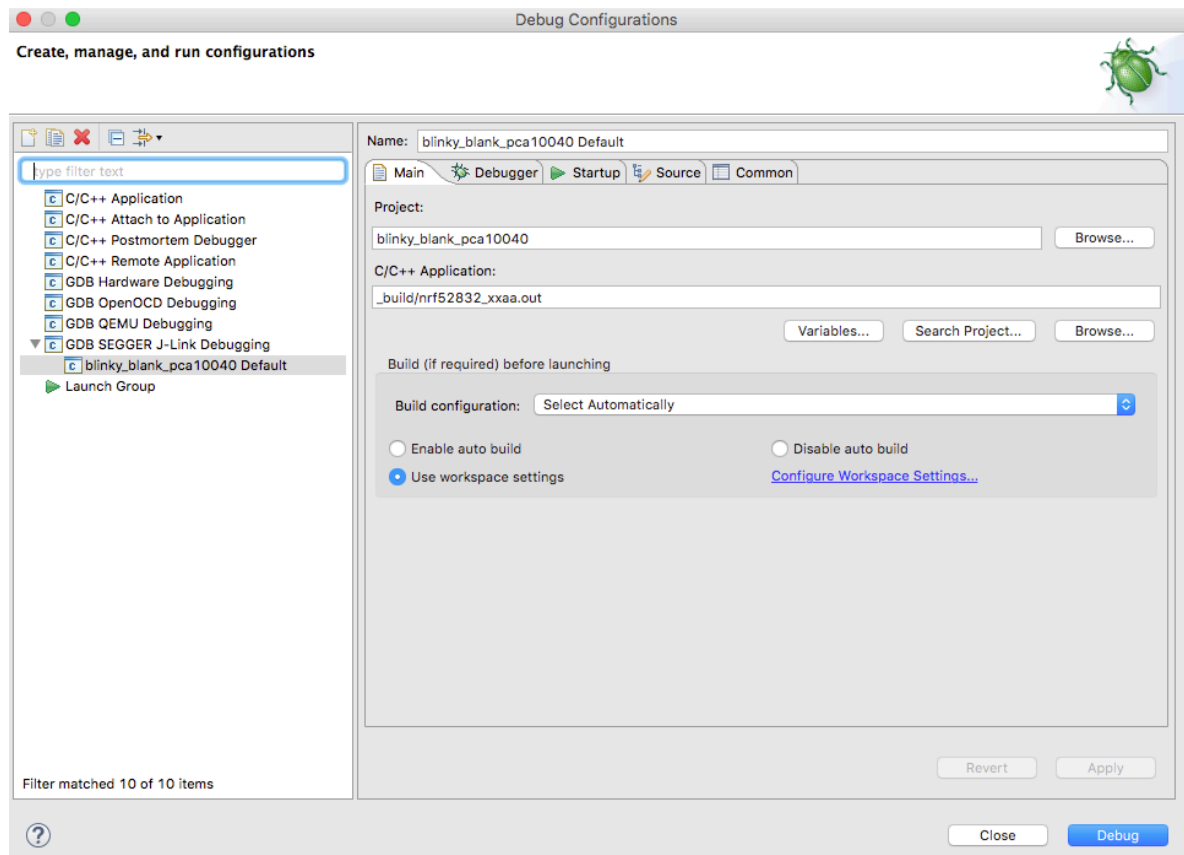 Debug Configurations
Create, manage, and run configurations
type filter text
C/C++ Application
C/C++ Attach to Application
C/C++ Postmortem Debugger
C/C++ Remote Application
GDB Hardware Debugging
GDB OpenOCD Debugging
GDB QEMU Debugging
GDB SEGGER J-Link Debugging
blinky_blank_pca10040 Default
Launch Group
Filter matched 10 of 10 items
Name: blinky_blank_pca10040 Default
Main Debugger Startup Source Common
Project:
blinky_blank_pca10040 Browse...
C/C++ Application:
_build/nrf52832_xxaa.out
Variables... Search Project... Browse...
Build (if required) before launching
Build configuration: Select Automatically
Enable auto build Disable auto build
Use workspace settings Configure Workspace Settings...
Revert Apply
? Close Debug